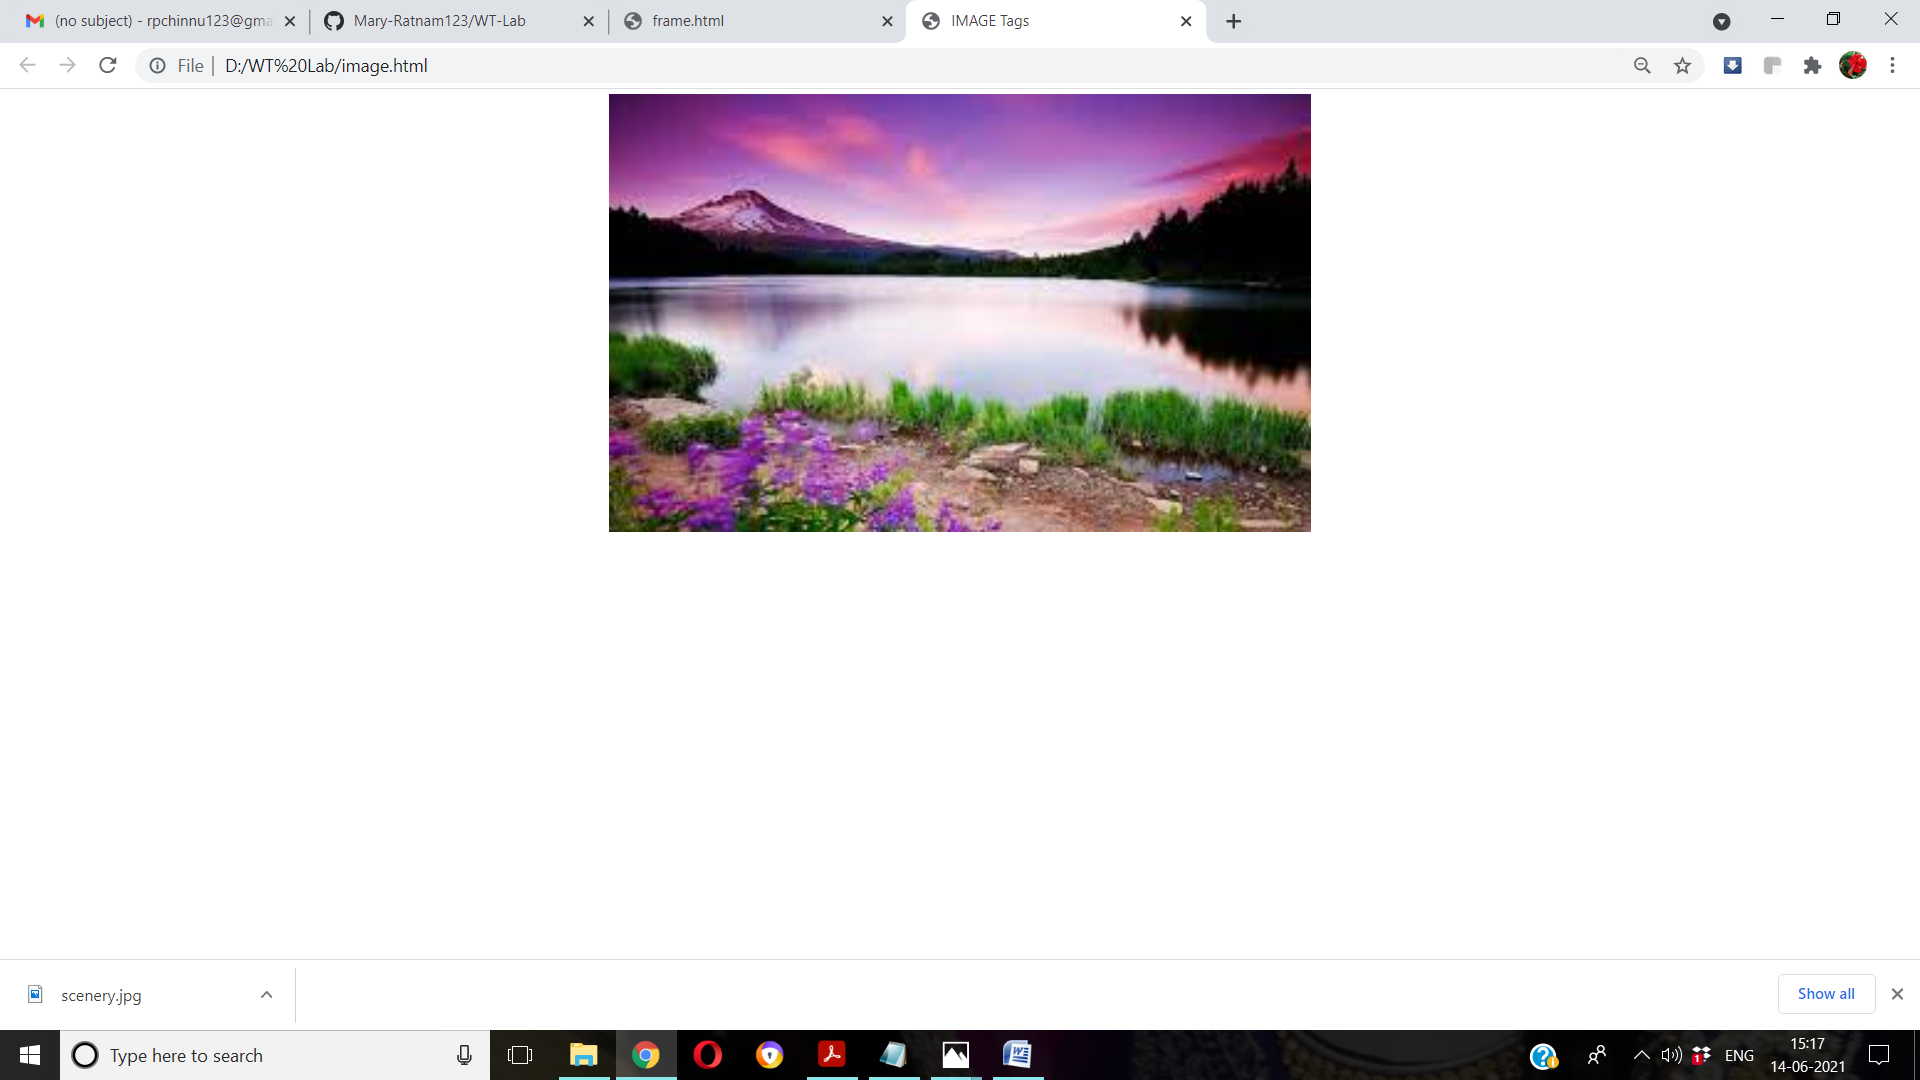 (no subject) - rpchinnu123@gma
Mary-Ratnam123/WT-Lab
frame.html
IMAGE Tags
File | D:/WT%20Lab/image.html
scenery.jpg
Show all
Type here to search
ENG
15:17
14-06-2021
1